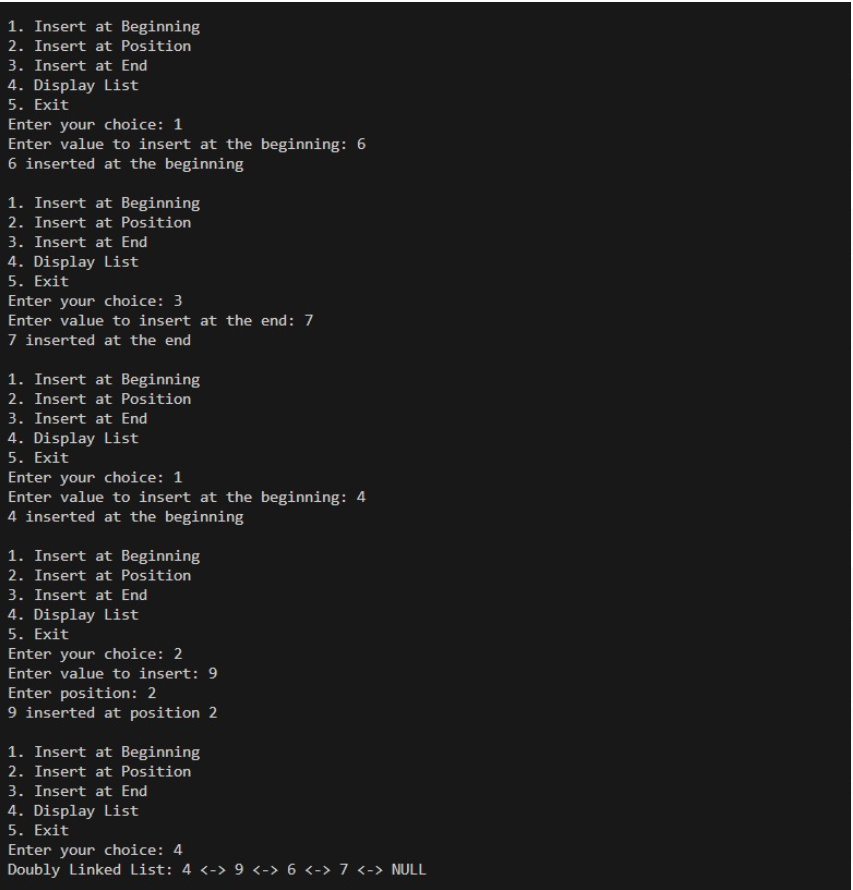 1. Insert at Beginning
2. Insert at Position
3. Insert at End
4. Display List
5. Exit
Enter your choice: 1
Enter value to insert at the beginning: 6
6 inserted at the beginning
1. Insert at Beginning
2. Insert at Position
3. Insert at End
4. Display List
5. Exit
Enter your choice: 3
Enter value to insert at the end: 7
7 inserted at the end
1. Insert at Beginning
2. Insert at Position
3. Insert at End
4. Display List
5. Exit
Enter your choice: 1
Enter value to insert at the beginning: 4
4 inserted at the beginning
1. Insert at Beginning
2. Insert at Position
3. Insert at End
4. Display List
5. Exit
Enter your choice: 2
Enter value to insert: 9
Enter position: 2
9 inserted at position 2
1. Insert at Beginning
2. Insert at Position
3. Insert at End
4. Display List
5. Exit
Enter your choice: 4
Doubly Linked List: 4 <-> 9 <-> 6 <-> 7 <-> NULL